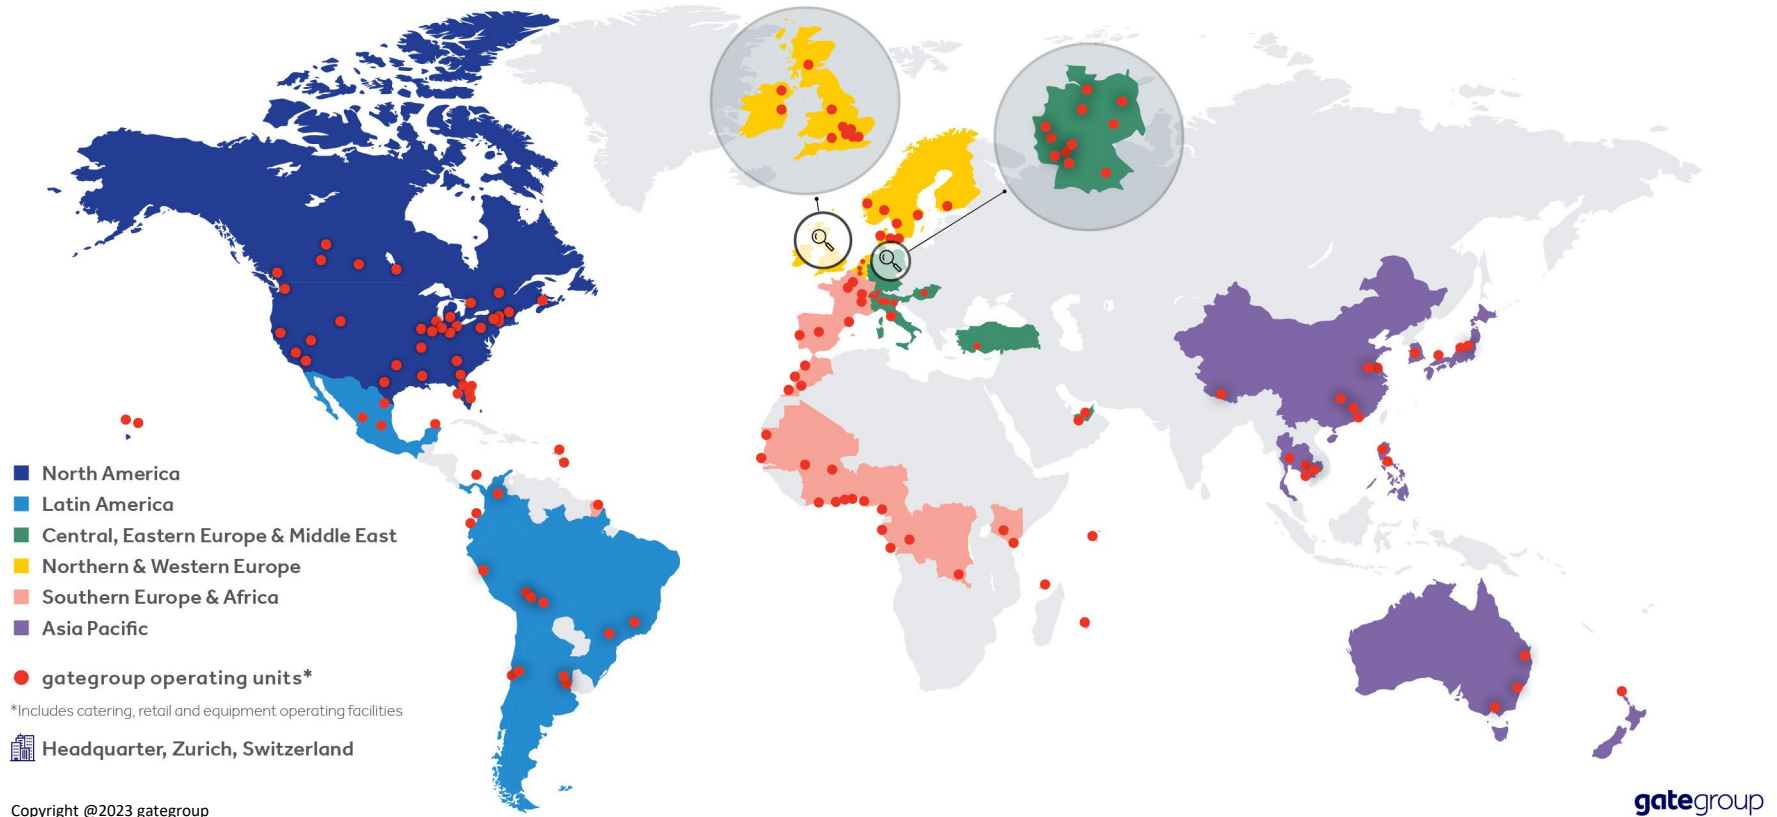 North America
Latin America
Central, Eastern Europe & Middle East
Northern & Western Europe
Southern Europe & Africa
Asia Pacific
gategroup operating units*
*Includes catering, retail and equipment operating facilities
Headquarter, Zurich, Switzerland
Copyright @2023 gategroup
gategroup